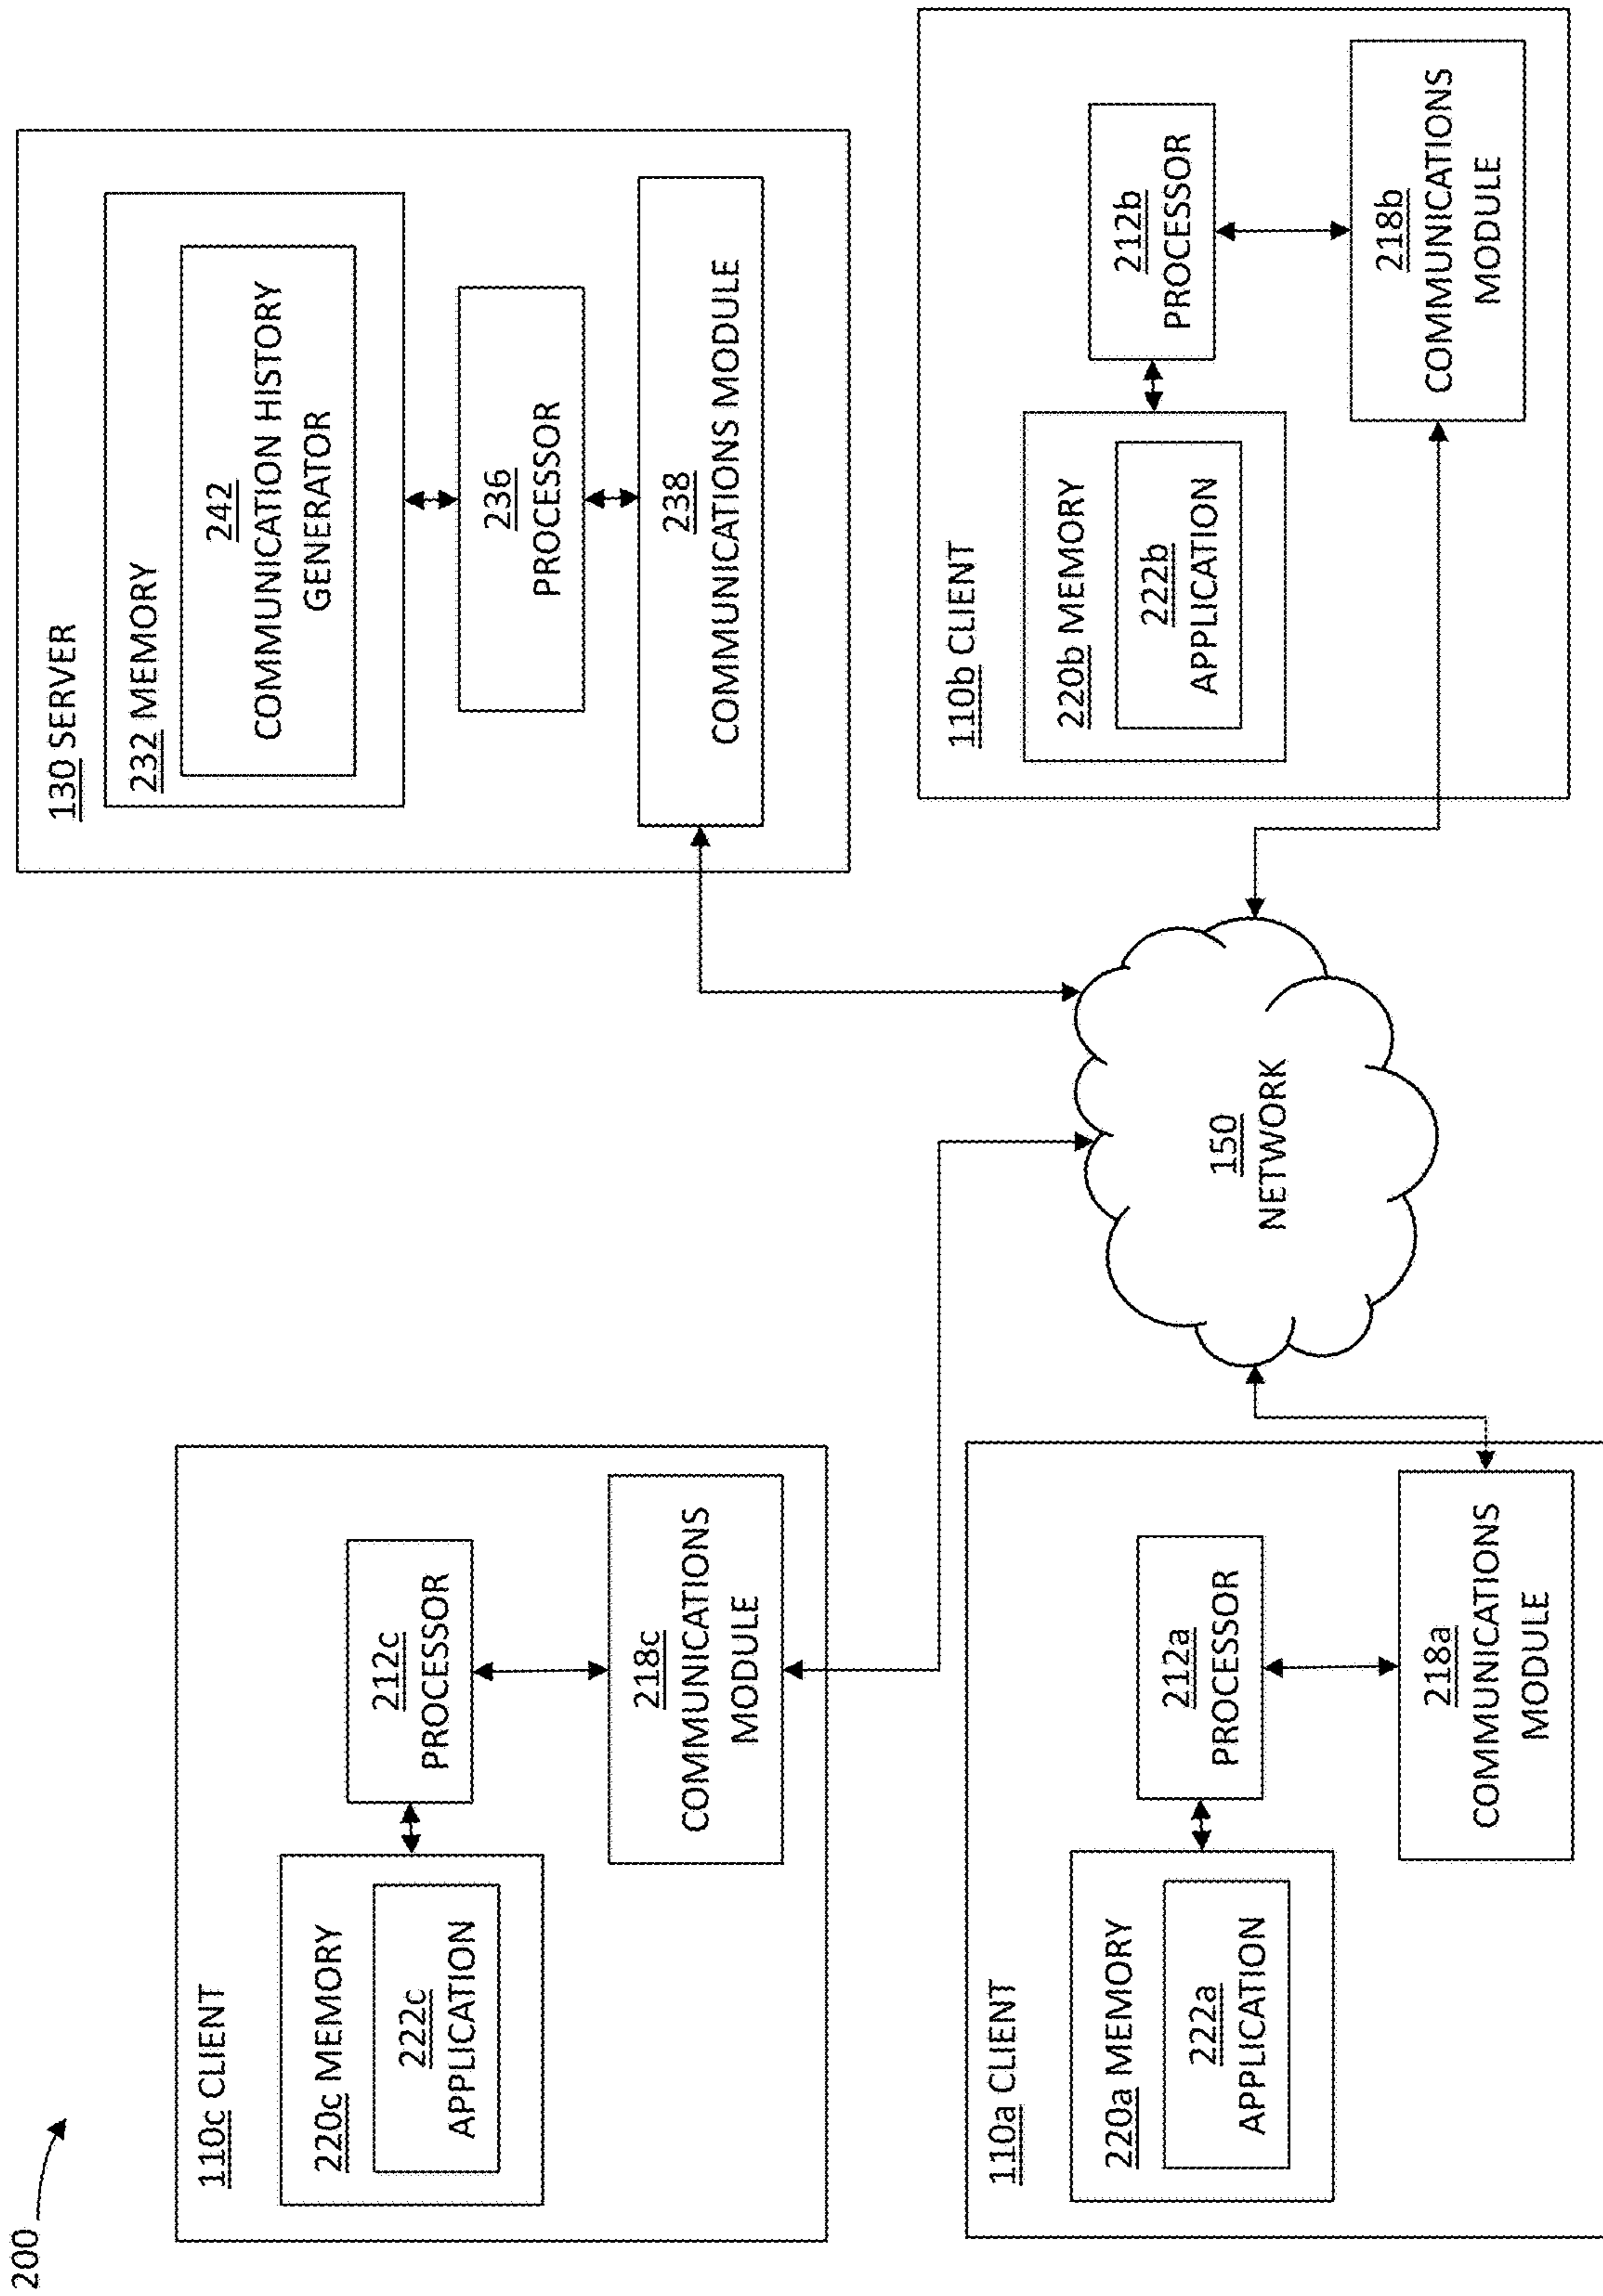 200
110c CLIENT
220c MEMORY
222c
APPLICATION
212c
PROCESSOR
218c
COMMUNICATIONS
MODULE
130 SERVER
232 MEMORY
242
COMMUNICATION HISTORY
GENERATOR
236
PROCESSOR
238
COMMUNICATIONS MODULE
110a CLIENT
220a MEMORY
222a
APPLICATION
212a
PROCESSOR
218a
COMMUNICATIONS
MODULE
150
NETWORK
110b CLIENT
220b MEMORY
222b
APPLICATION
212b
PROCESSOR
218b
COMMUNICATIONS
MODULE